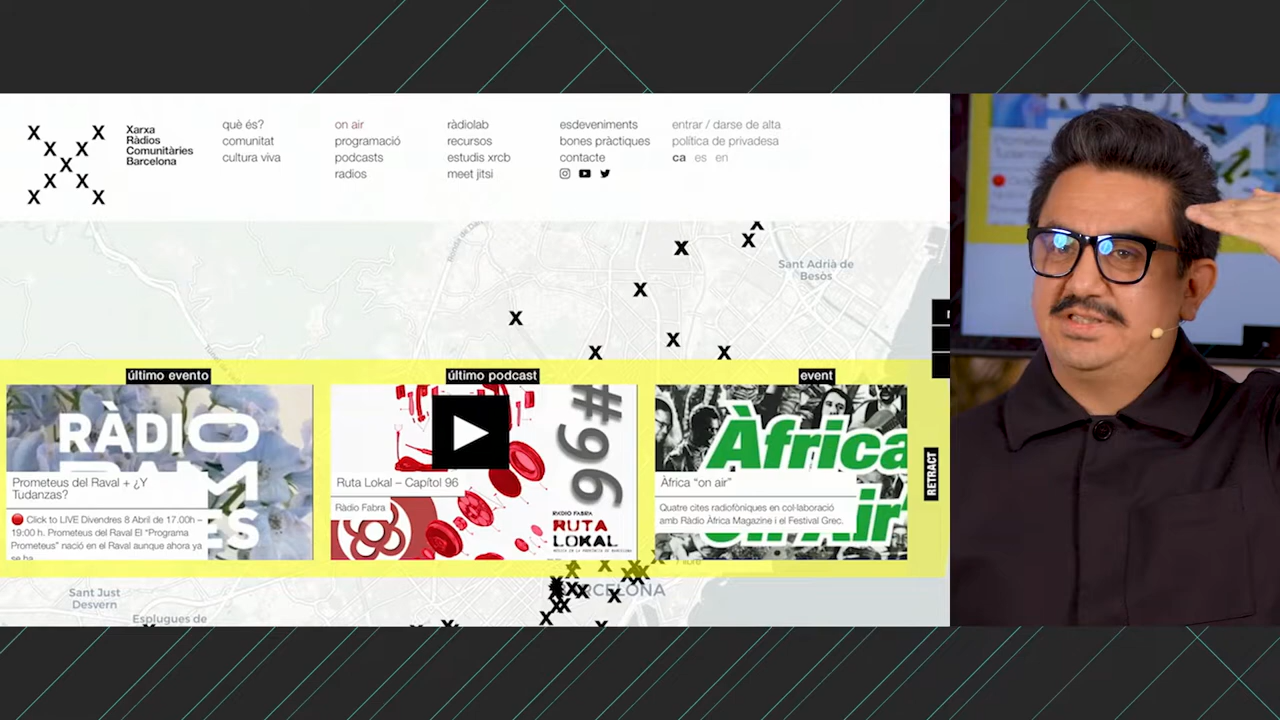 Xarxa
Ràdios
Comunitàries
Barcelona
què és?
comunitat
cultura viva
on air
programació
podcasts
radios
ràdiolab
recursos
estudis xrcb
meet jitsi
esdeveniments
bones pràctiques
contacte
entrar / darse de alta
política de privadesa
ca es en
Sant Adrià de
Besòs
último evento
RÀDIO
Prometeus del Raval + ¿Y
Tudanzas?
Click to LIVE Divendres 8 Abril de 17.00h –
19:00 h. Prometeus del Raval El "Programa
Prometeus" nació en el Raval aunque ahora ya
se ha
último podcast
#96
Ruta Lokal – Capítol 96
Ràdio Fabra
RADIO FABRA
RUTA
LOKAL
event
Àfrica
Àfrica "on air"
Quatre cites radiofòniques en col·laboració
amb Ràdio Àfrica Magazine i el Festival Grec.
RETRACT
BARCELONA
Sant Just
Desvern
Esplugues de